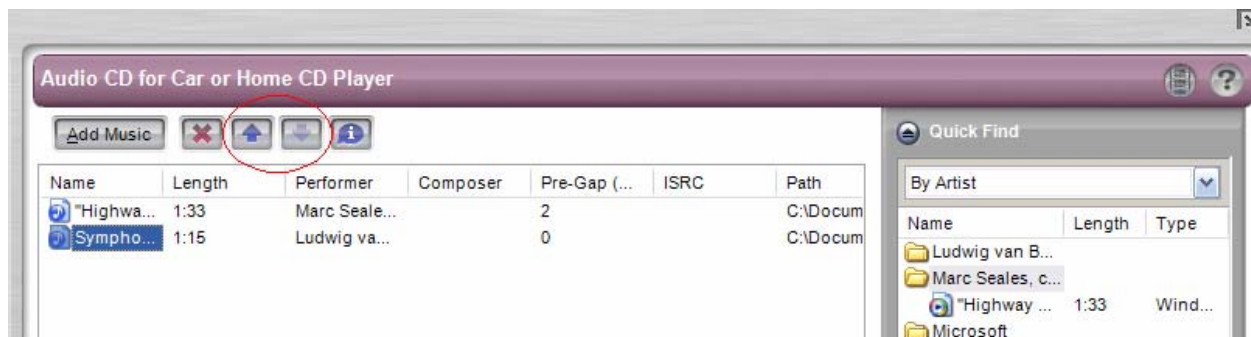 Audio CD for Car or Home CD Player
Add Music
Name Length Performer Composer Pre-Gap (... ISRC Path
"Highwa... 1:33 Marc Seale... 2 C:\Docum
Sympho... 1:15 Ludwig va... 0 C:\Docum
Quick Find
By Artist
Name Length Type
Ludwig van B...
Marc Seales, c...
"Highway ... 1:33 Wind...
Microsoft